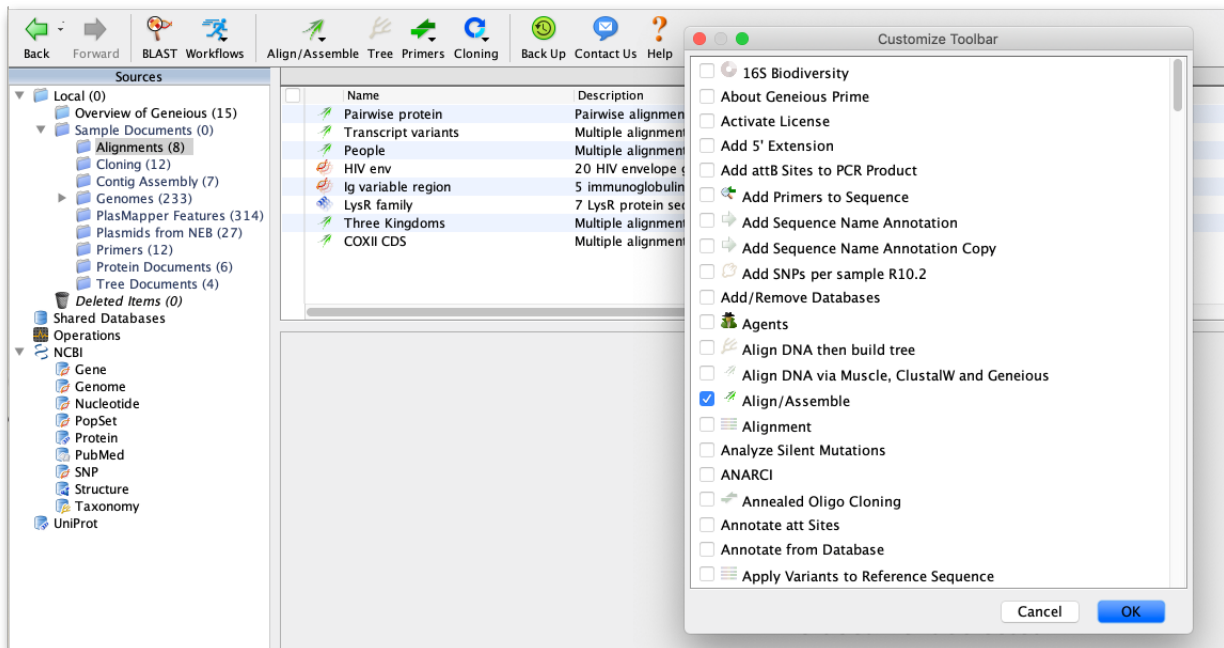 Back Forward BLAST Workflows Align/Assemble Tree Primers Cloning Back Up Contact Us Help
Sources
Local (0)
Overview of Geneious (15)
Sample Documents (0)
Alignments (8)
Cloning (12)
Contig Assembly (7)
Genomes (233)
PlasMapper Features (314)
Plasmids from NEB (27)
Primers (12)
Protein Documents (6)
Tree Documents (4)
Deleted Items (0)
Shared Databases
Operations
NCBI
Gene
Genome
Nucleotide
PopSet
Protein
PubMed
SNP
Structure
Taxonomy
UniProt
Name Description
Pairwise protein Pairwise alignmen
Transcript variants Multiple alignment
People Multiple alignment
HIV env 20 HIV envelope g
Ig variable region 5 immunoglobulin
LysR family 7 LysR protein sec
Three Kingdoms Multiple alignment
COXII CDS Multiple alignment
Customize Toolbar
16S Biodiversity
About Geneious Prime
Activate License
Add 5' Extension
Add attB Sites to PCR Product
Add Primers to Sequence
Add Sequence Name Annotation
Add Sequence Name Annotation Copy
Add SNPs per sample R10.2
Add/Remove Databases
Agents
Align DNA then build tree
Align DNA via Muscle, ClustalW and Geneious
Align/Assemble
Alignment
Analyze Silent Mutations
ANARCI
Annealed Oligo Cloning
Annotate att Sites
Annotate from Database
Apply Variants to Reference Sequence
Cancel OK